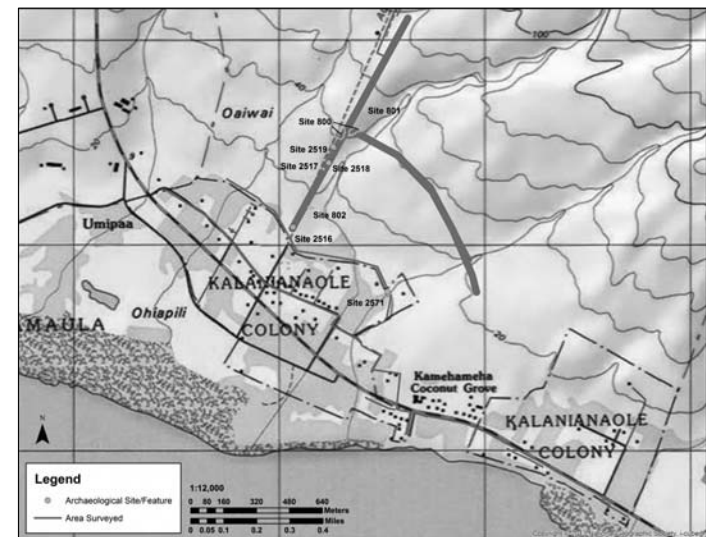 100
40
Oaiwai
Site 801
Site 800
Site 2519
Site 2517
Site 2518
20
9
Umipaa
Site 802
Site 2516
KALANIANAOLE
COLONY
Site 2571
Ohiapili
AMAULA
20
Kamehameha
Coconut Grove
KALANIANAOLE
COLONY
N
Legend
Archaeological Site/Feature
Area Surveyed
1:12,000
0 80 160 320 480 640
Meters
Miles
0 0.05 0.1 0.2 0.3 0.4